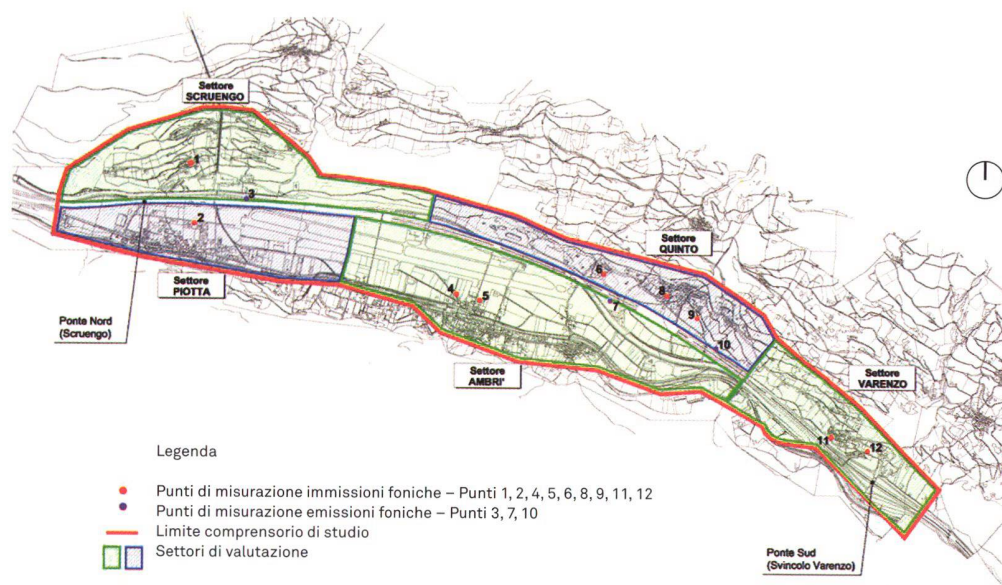 Settore
SCRUENGO
1
3
2
Settore
QUINTO
6
Settore
PIOTTA
8
4
5
7
9
Ponte Nord
(Scruengo)
10
Settore
AMBRI'
Settore
VARENZO
11
12
Legenda
Punti di misurazione immissioni foniche – Punti 1, 2, 4, 5, 6, 8, 9, 11, 12
Punti di misurazione emissioni foniche – Punti 3, 7, 10
Limite comprensorio di studio
Settori di valutazione
Ponte Sud
(Svincolo Varenzo)